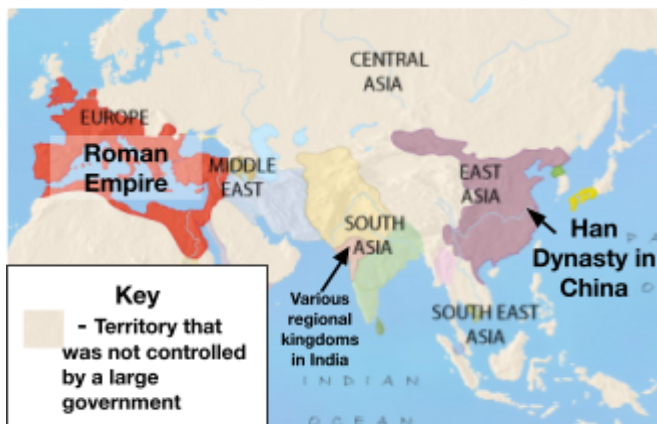 CENTRAL
ASIA
EUROPE
Roman
Empire
MIDDLE
EAST
EAST
ASIA
SOUTH
ASIA
Han
Dynasty in
China
Key
- Territory that
was not controlled
by a large
government
Various
regional
kingdoms
in India
SOUTH EAST
ASIA
INDIAN
OCEAN